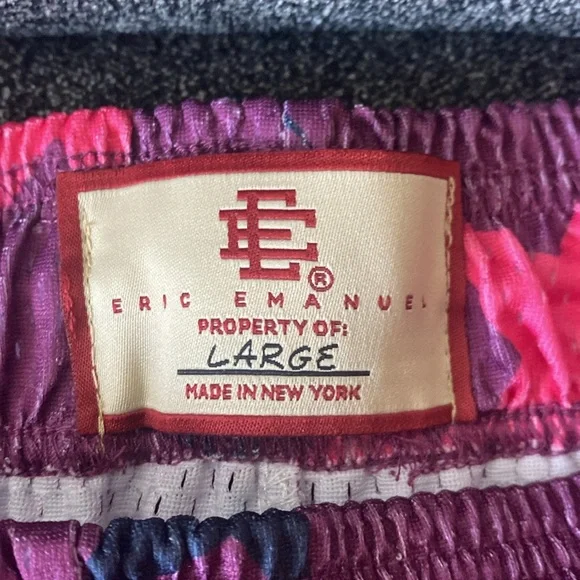 EE®
ERIC EMANUEL
PROPERTY OF:
LARGE
MADE IN NEW YORK